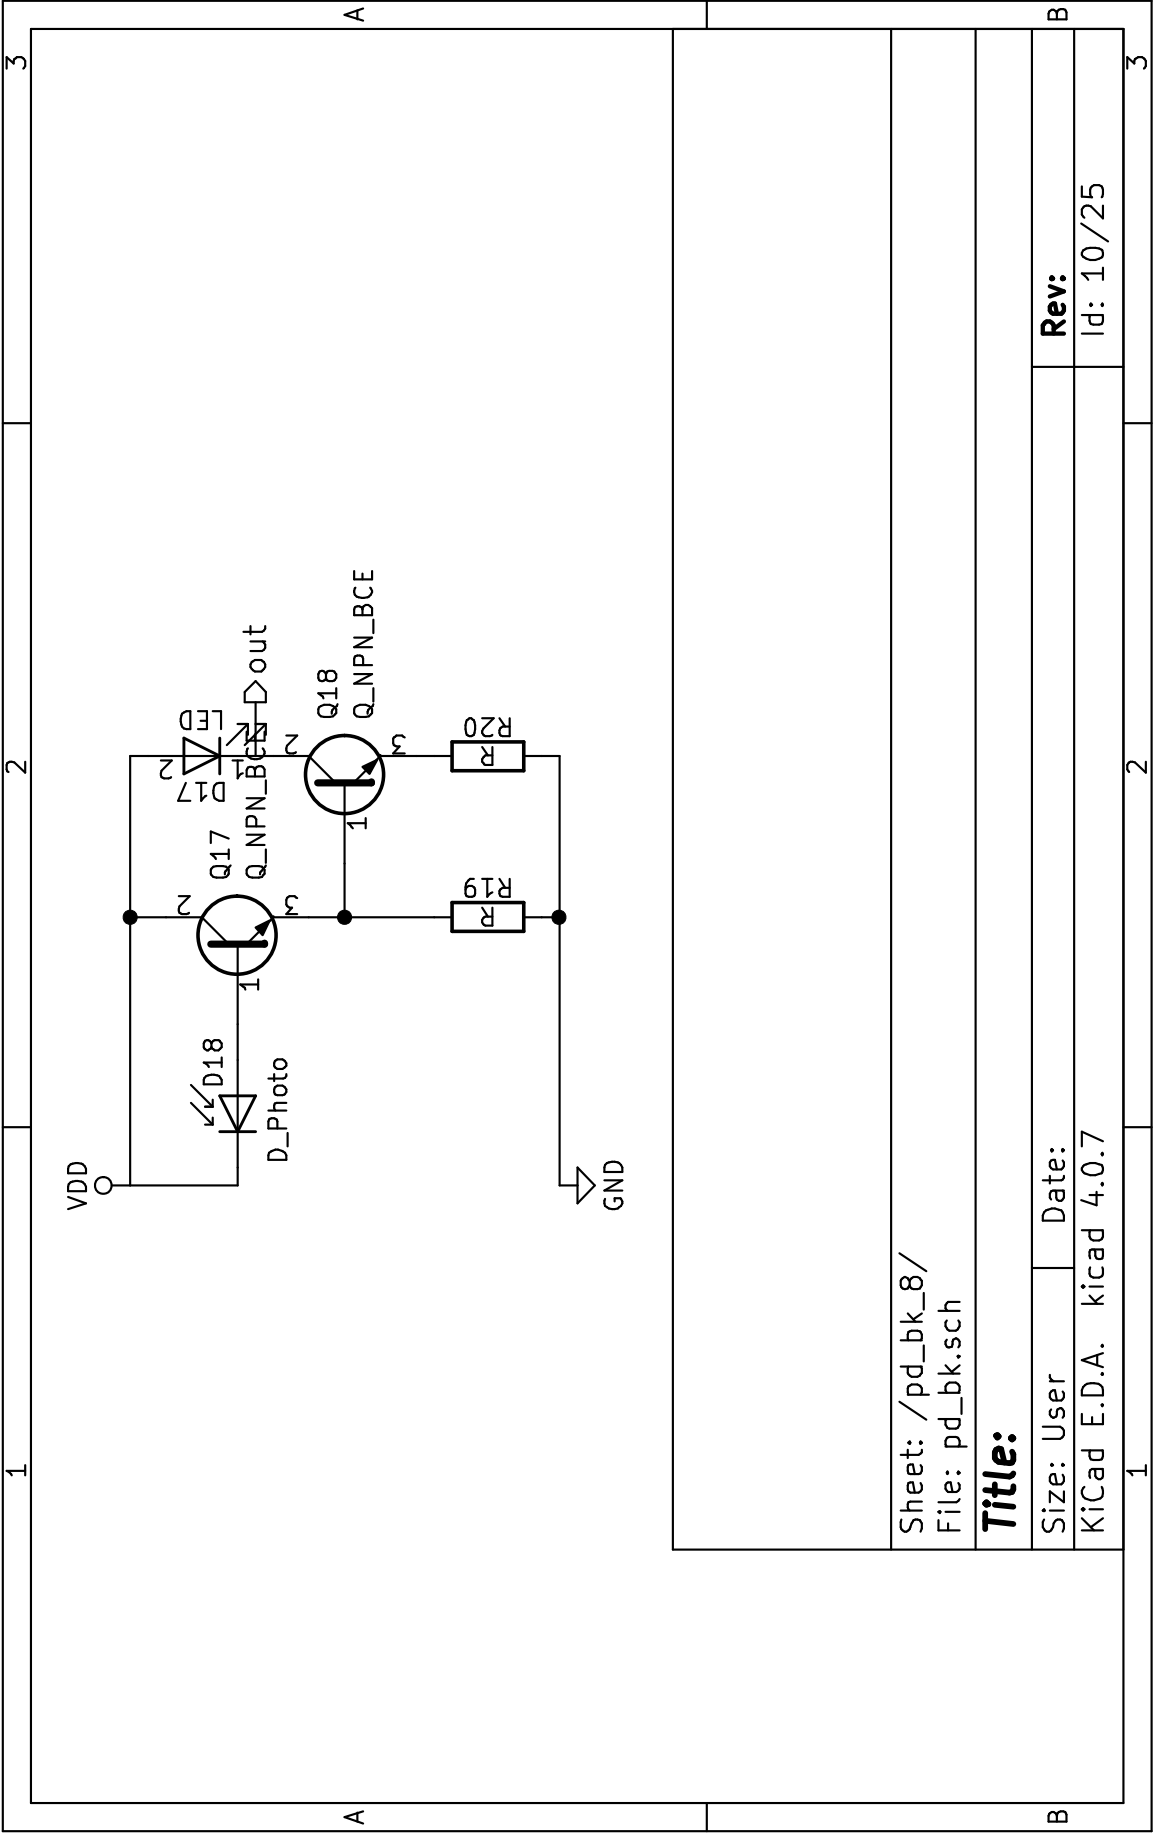 1
2
3
A
B
VDD
D18
D_Photo
Q17
Q_NPN_BCE
1
2
3
D17
LED
2
1
out
Q18
Q_NPN_BCE
1
2
3
R19
R
R20
R
GND
Sheet: /pd_bk_8/
File: pd_bk.sch
Title:
Size: User
Date:
Rev:
KiCad E.D.A. kicad 4.0.7
Id: 10/25
1
2
3
A
B